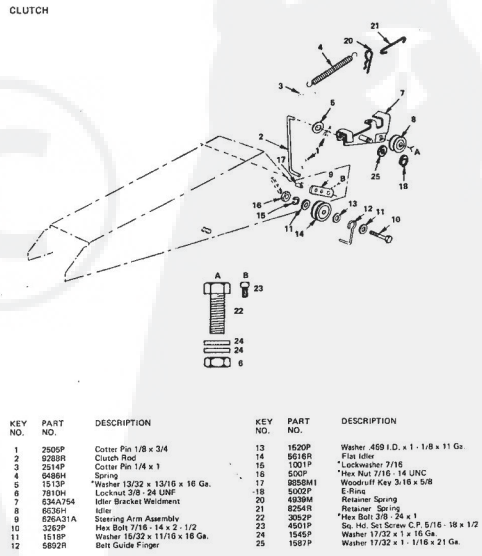 CLUTCH
21
20
4
3
7
6
8
2
A
17
25
9
B
18
16
15
13
12
11
11
14
10
A
B
23
22
24
24
6
KEY NO. PART NO. DESCRIPTION
1 2505P Cotter Pin 1/8 x 3/4
2 9288R Clutch Rod
3 2514P Cotter Pin 1/4 x 1
4 6486H Spring
5 1513P *Washer 13/32 x 13/16 x 16 Ga.
6 7810H Locknut 3/8 - 24 UNF
7 634A754 Idler Bracket Weldment
8 6636H Idler
9 626A31A Steering Arm Assembly
10 3262P Hex Bolt 7/16 - 14 x 2 - 1/2
11 1518P Washer 15/32 x 11/16 x 16 Ga.
12 5892R Belt Guide Finger
KEY NO. PART NO. DESCRIPTION
13 1520P Washer .469 I.D. x 1 - 1/8 x 11 Ga.
14 5616R Flat Idler
15 1001P *Lockwasher 7/16
16 500P *Hex Nut 7/16 - 14 UNC
17 9858M1 Woodruff Key 3/16 x 5/8
18 5002P E-Ring
20 4939M Retainer Spring
21 8254R Retainer Spring
22 3052P *Hex Bolt 3/8 - 24 x 1
23 4501P Sq. Hd. Set Screw C.P. 5/16 - 18 x 1/2
24 1545P Washer 17/32 x 1 x 16 Ga.
25 1587P Washer 17/32 x 1 - 1/16 x 21 Ga.